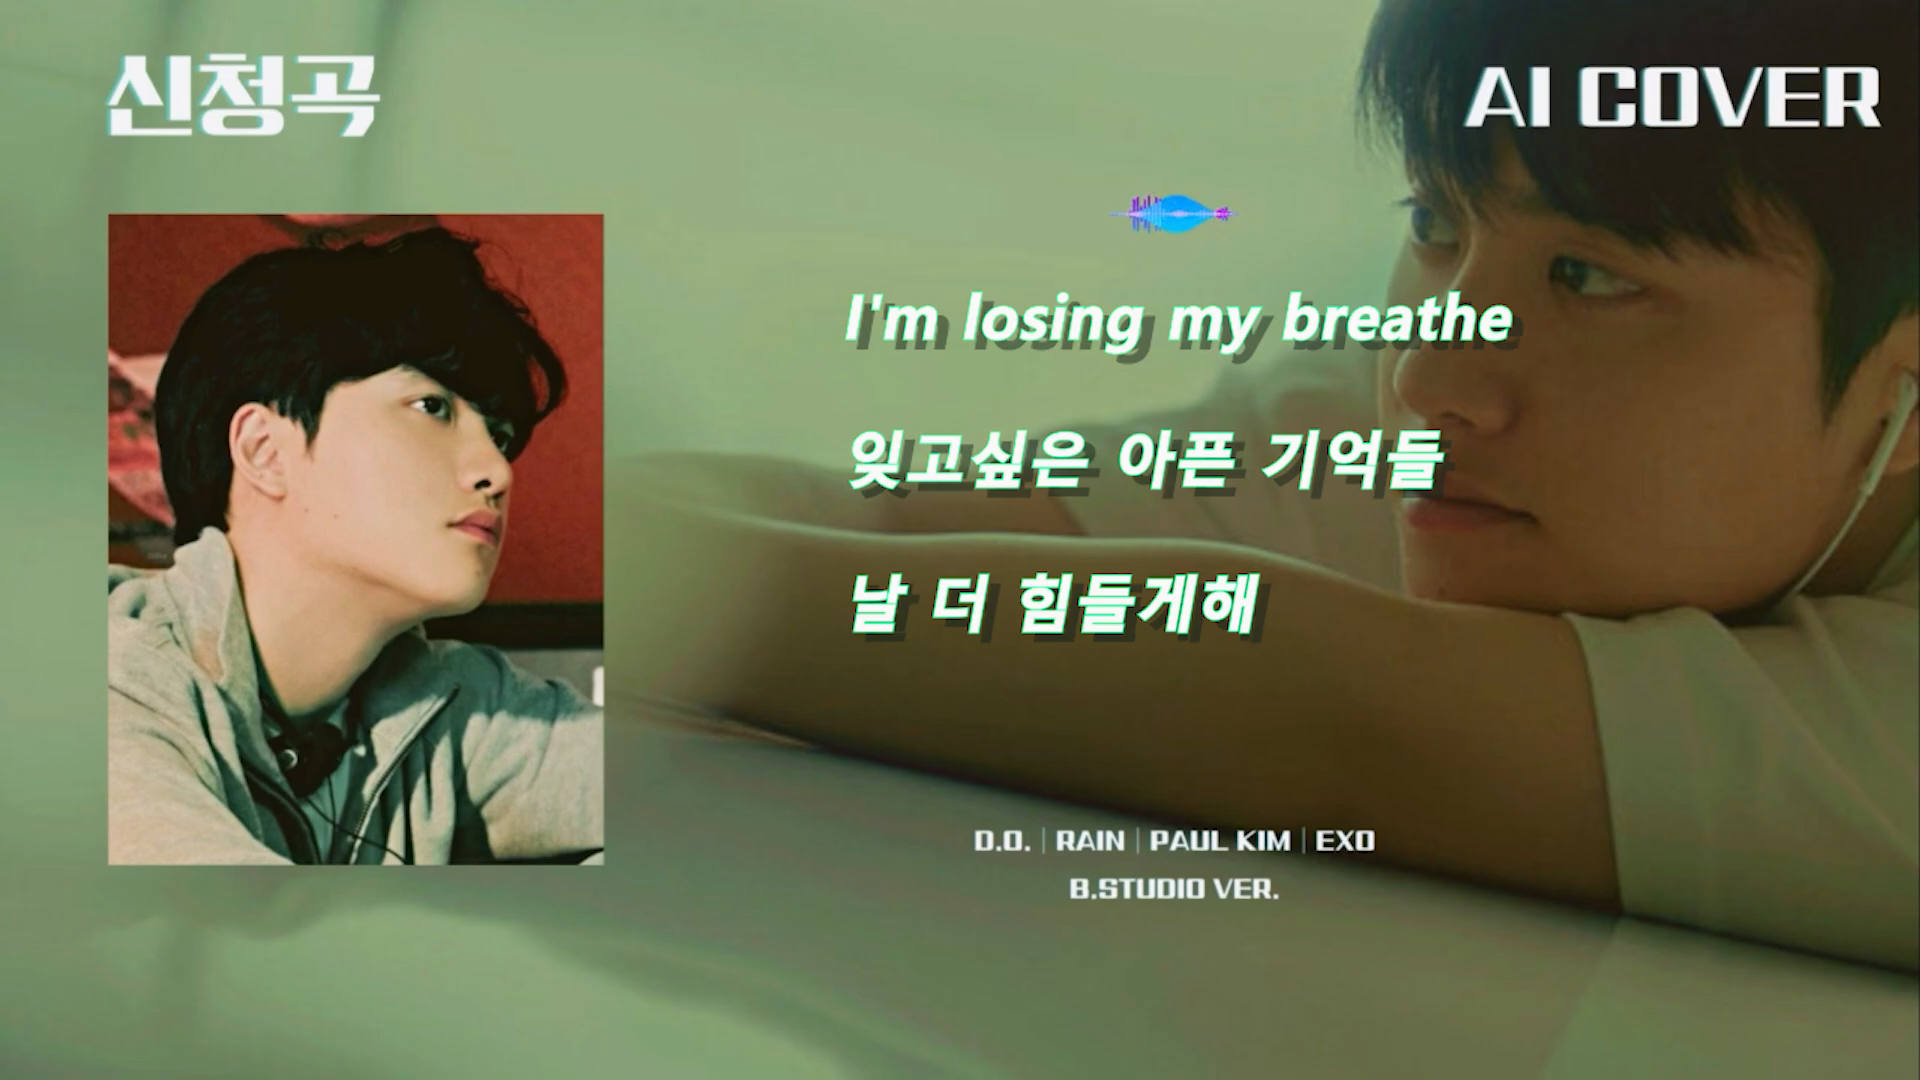 신청곡
AI COVER
I'm losing my breathe
잊고싶은 아픈 기억들
날 더 힘들게해
D.O. | RAIN | PAUL KIM | EXO
B.STUDIO VER.